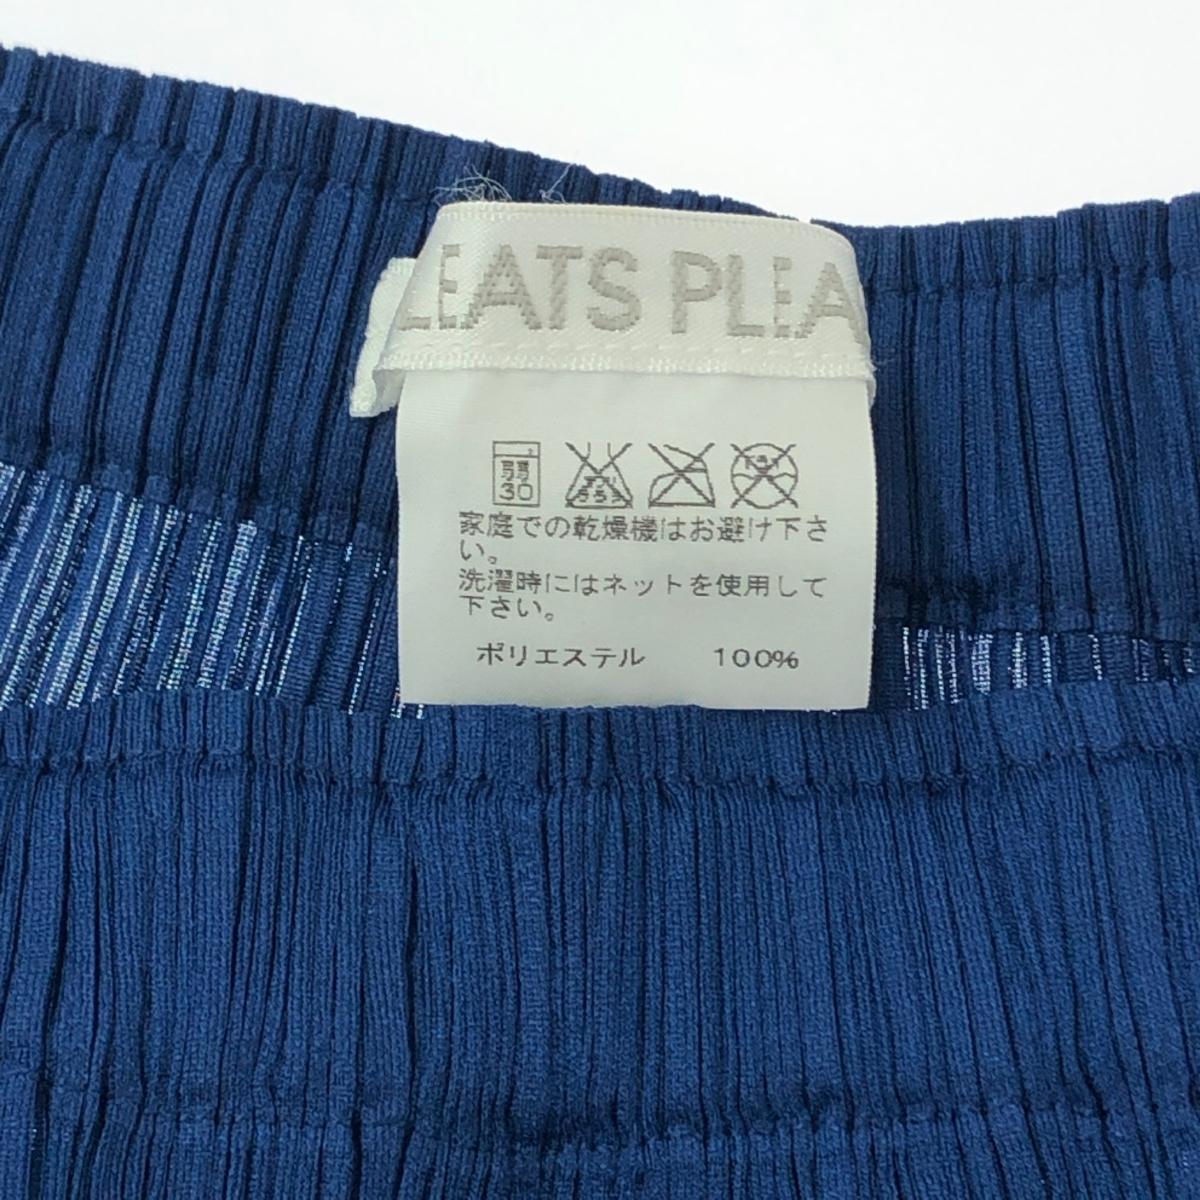 LEATS PLEA
弱
30
家庭での乾燥機はお避け下さ
い。
洗濯時にはネットを使用して
下さい。
ポリエステル 100%